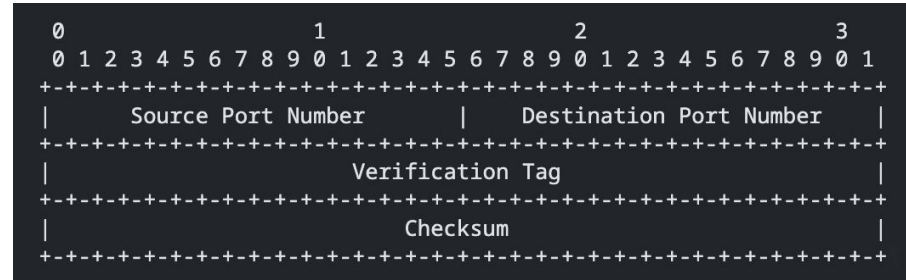 0                   1                   2                   3
 0 1 2 3 4 5 6 7 8 9 0 1 2 3 4 5 6 7 8 9 0 1 2 3 4 5 6 7 8 9 0 1
+-+-+-+-+-+-+-+-+-+-+-+-+-+-+-+-+-+-+-+-+-+-+-+-+-+-+-+-+-+-+-+-+
|      Source Port Number       |    Destination Port Number    |
+-+-+-+-+-+-+-+-+-+-+-+-+-+-+-+-+-+-+-+-+-+-+-+-+-+-+-+-+-+-+-+-+
|                       Verification Tag                        |
+-+-+-+-+-+-+-+-+-+-+-+-+-+-+-+-+-+-+-+-+-+-+-+-+-+-+-+-+-+-+-+-+
|                           Checksum                            |
+-+-+-+-+-+-+-+-+-+-+-+-+-+-+-+-+-+-+-+-+-+-+-+-+-+-+-+-+-+-+-+-+